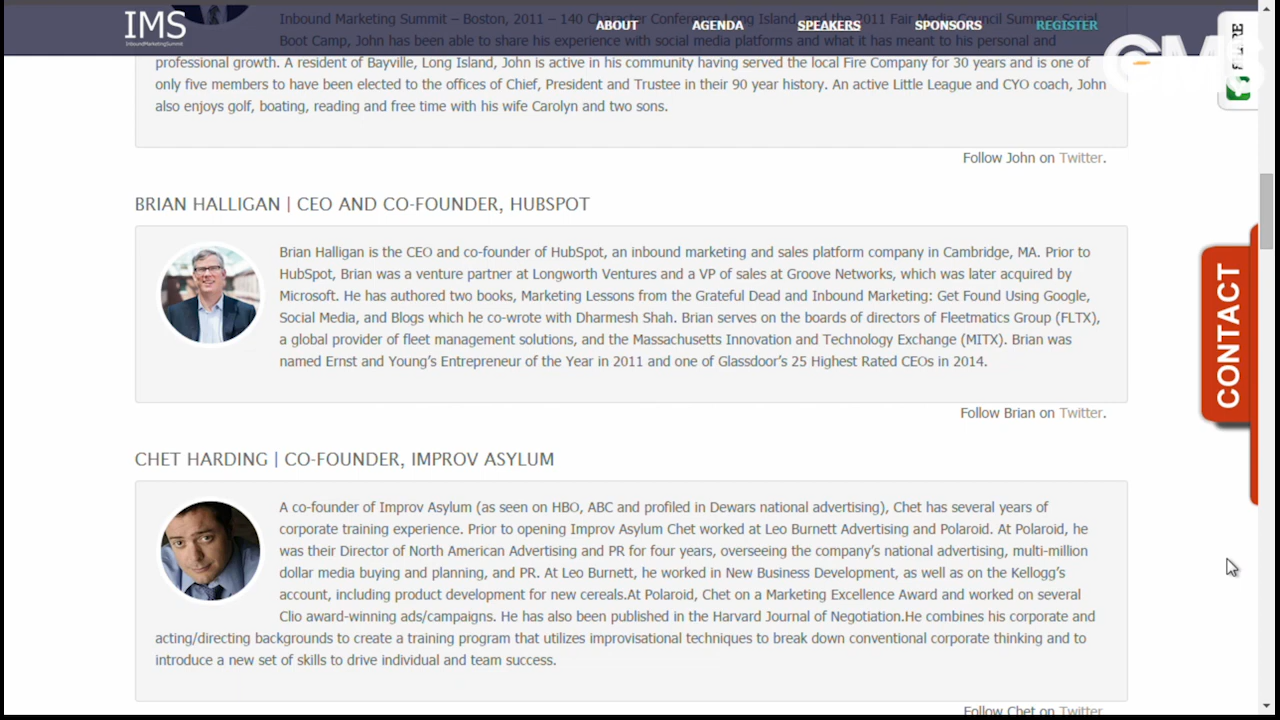 IMS
InboundMarketingSummit
ABOUT
AGENDA
SPEAKERS
SPONSORS
REGISTER
Inbound Marketing Summit – Boston, 2011 – 140 Character Conference Long Island, and the 2011 Fair Media Council Summer Social
Boot Camp, John has been able to share his experience with social media platforms and what it has meant to his personal and
professional growth. A resident of Bayville, Long Island, John is active in his community having served the local Fire Company for 30 years and is one of
only five members to have been elected to the offices of Chief, President and Trustee in their 90 year history. An active Little League and CYO coach, John
also enjoys golf, boating, reading and free time with his wife Carolyn and two sons.
Follow John on Twitter.
BRIAN HALLIGAN | CEO AND CO-FOUNDER, HUBSPOT
Brian Halligan is the CEO and co-founder of HubSpot, an inbound marketing and sales platform company in Cambridge, MA. Prior to
HubSpot, Brian was a venture partner at Longworth Ventures and a VP of sales at Groove Networks, which was later acquired by
Microsoft. He has authored two books, Marketing Lessons from the Grateful Dead and Inbound Marketing: Get Found Using Google,
Social Media, and Blogs which he co-wrote with Dharmesh Shah. Brian serves on the boards of directors of Fleetmatics Group (FLTX),
a global provider of fleet management solutions, and the Massachusetts Innovation and Technology Exchange (MITX). Brian was
named Ernst and Young's Entrepreneur of the Year in 2011 and one of Glassdoor's 25 Highest Rated CEOs in 2014.
Follow Brian on Twitter.
CONTACT
CHET HARDING | CO-FOUNDER, IMPROV ASYLUM
A co-founder of Improv Asylum (as seen on HBO, ABC and profiled in Dewars national advertising), Chet has several years of
corporate training experience. Prior to opening Improv Asylum Chet worked at Leo Burnett Advertising and Polaroid. At Polaroid, he
was their Director of North American Advertising and PR for four years, overseeing the company's national advertising, multi-million
dollar media buying and planning, and PR. At Leo Burnett, he worked in New Business Development, as well as on the Kellogg's
account, including product development for new cereals.At Polaroid, Chet on a Marketing Excellence Award and worked on several
Clio award-winning ads/campaigns. He has also been published in the Harvard Journal of Negotiation.He combines his corporate and
acting/directing backgrounds to create a training program that utilizes improvisational techniques to break down conventional corporate thinking and to
introduce a new set of skills to drive individual and team success.
Follow Chet on Twitter.